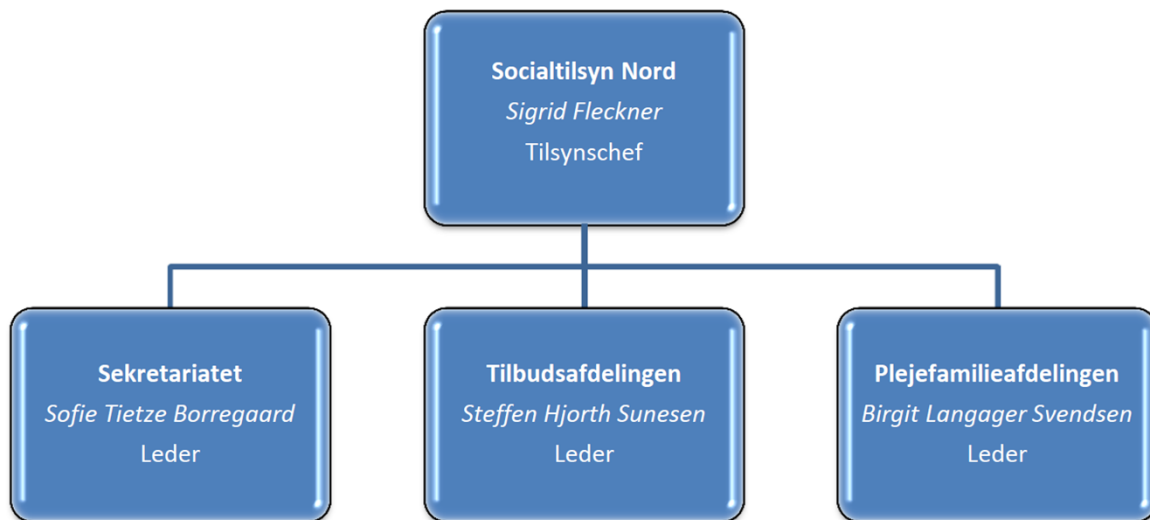 Socialtilsyn Nord
Sigrid Fleckner
Tilsynschef
Sekretariatet
Sofie Tietze Borregaard
Leder
Tilbudsafdelingen
Steffen Hjorth Sunesen
Leder
Plejefamilieafdelingen
Birgit Langager Svendsen
Leder